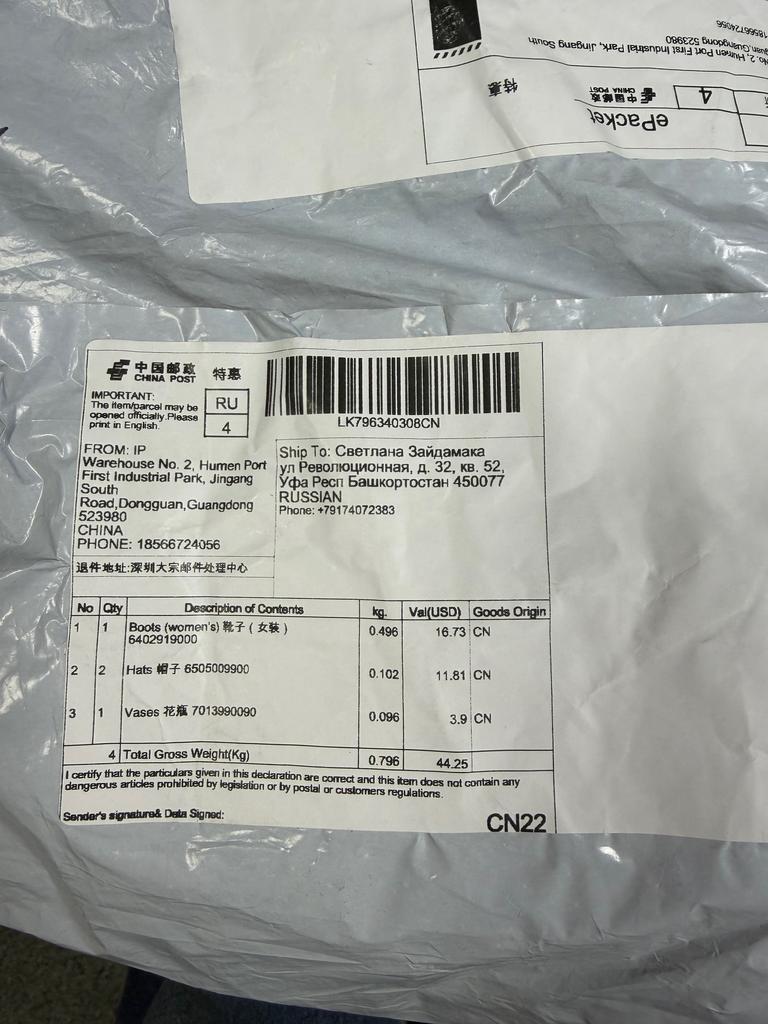 18566724056
Guangdong 523980
No. 2, Humen Port First Industrial Park, Jingang South
特惠
中国邮政
CHINA POST
4
ePacket
中国邮政
CHINA POST
特惠
IMPORTANT:
The item/parcel may be
opened officially.Please
print in English.
RU
4
LK796340308CN
FROM: IP
Warehouse No. 2, Humen Port
First Industrial Park, Jingang
South
Road,Dongguan,Guangdong
523980
CHINA
PHONE: 18566724056
退件地址:深圳大宗邮件处理中心
Ship To: Светлана Зайдамака
ул Революционная, д. 32, кв. 52,
Уфа Респ Башкортостан 450077
RUSSIAN
Phone: +79174072383
No Qty Description of Contents kg. Val(USD) Goods Origin
1 1 Boots (women's) 靴子 ( 女装 ) 0.496 16.73 CN
6402919000
2 2 Hats 帽子 6505009900 0.102 11.81 CN
3 1 Vases 花瓶 7013990090 0.096 3.9 CN
4 Total Gross Weight(Kg) 0.796 44.25
I certify that the particulars given in this declaration are correct and this item does not contain any
dangerous articles prohibited by legislation or by postal or customers regulations.
Sender's signature& Data Signed:
CN22